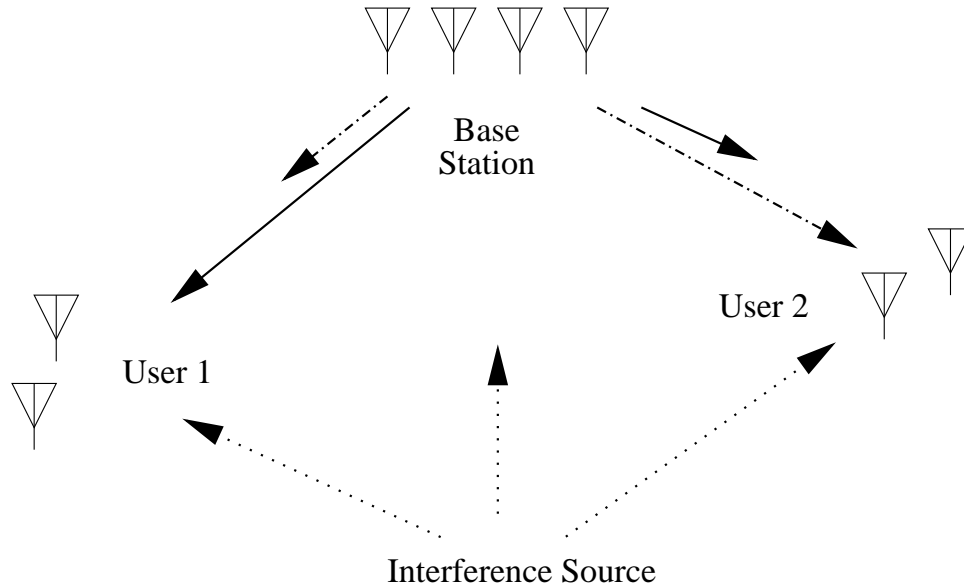 Base
Station
User 2
User 1
Interference Source